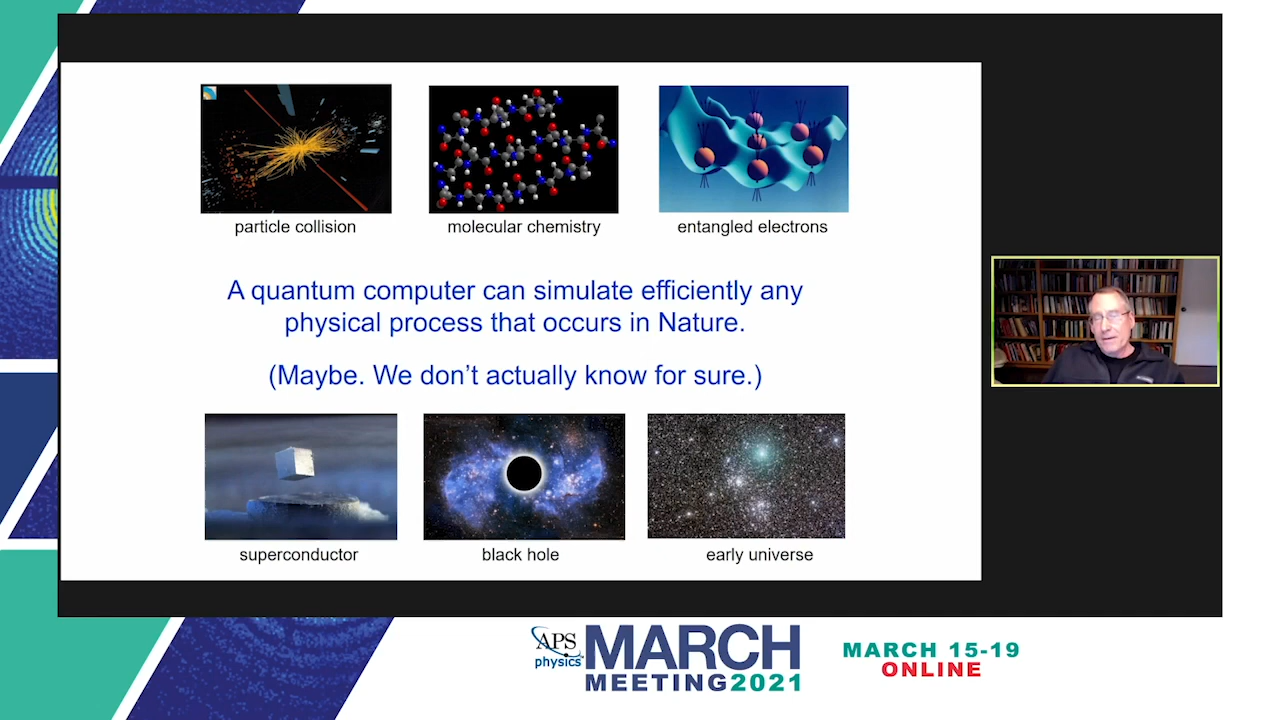 particle collision
molecular chemistry
entangled electrons
A quantum computer can simulate efficiently any
physical process that occurs in Nature.
(Maybe. We don’t actually know for sure.)
superconductor
black hole
early universe
APS
physics
MARCH
MEETING2021
MARCH 15-19
ONLINE